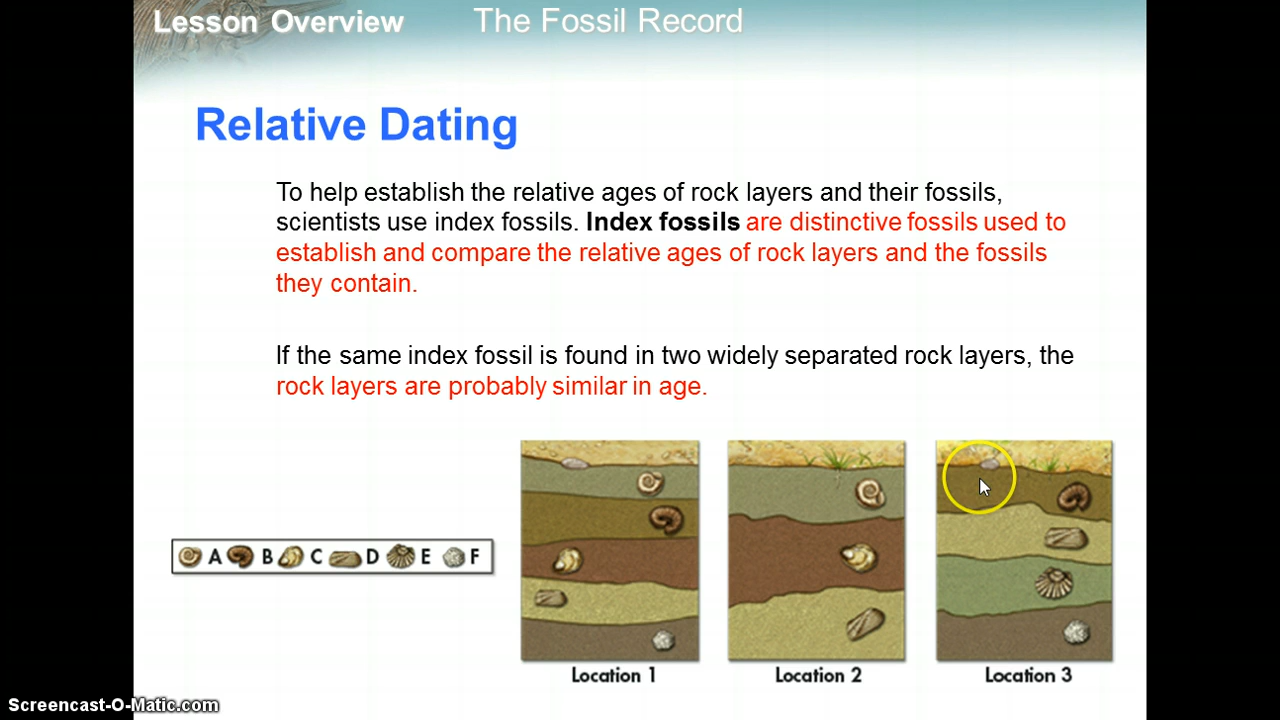 Lesson Overview The Fossil Record
Relative Dating
To help establish the relative ages of rock layers and their fossils,
scientists use index fossils. Index fossils are distinctive fossils used to
establish and compare the relative ages of rock layers and the fossils
they contain.
If the same index fossil is found in two widely separated rock layers, the
rock layers are probably similar in age.
A B C D E F
Location 1 Location 2 Location 3
Screencast-O-Matic.com